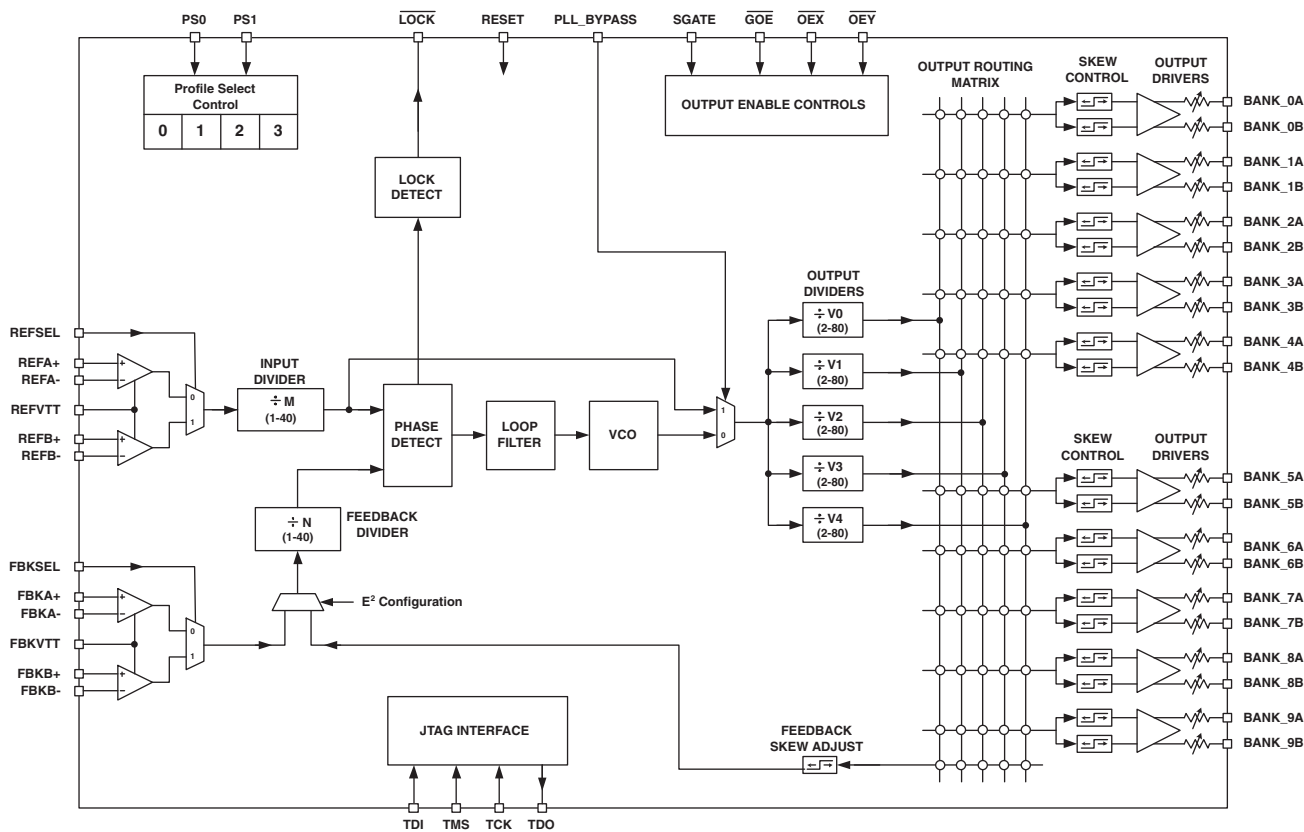 PS0 PS1 LOCK RESET PLL_BYPASS SGATE GOE OEX OEY
Profile Select
Control
0 1 2 3
OUTPUT ENABLE CONTROLS
OUTPUT ROUTING
MATRIX
SKEW
CONTROL
OUTPUT
DRIVERS
BANK_0A
BANK_0B
BANK_1A
BANK_1B
BANK_2A
BANK_2B
BANK_3A
BANK_3B
BANK_4A
BANK_4B
LOCK
DETECT
OUTPUT
DIVIDERS
÷ V0
(2-80)
÷ V1
(2-80)
÷ V2
(2-80)
÷ V3
(2-80)
÷ V4
(2-80)
REFSEL
REFA+
REFA-
REFVTT
REFB+
REFB-
+
−
+
−
0
1
INPUT
DIVIDER
÷ M
(1-40)
PHASE
DETECT
LOOP
FILTER
VCO
1
0
÷ N
(1-40)
FEEDBACK
DIVIDER
SKEW
CONTROL
OUTPUT
DRIVERS
BANK_5A
BANK_5B
BANK_6A
BANK_6B
BANK_7A
BANK_7B
BANK_8A
BANK_8B
BANK_9A
BANK_9B
FBKSEL
FBKA+
FBKA-
FBKVTT
FBKB+
FBKB-
+
−
+
−
0
1
E² Configuration
JTAG INTERFACE
FEEDBACK
SKEW ADJUST
TDI TMS TCK TDO